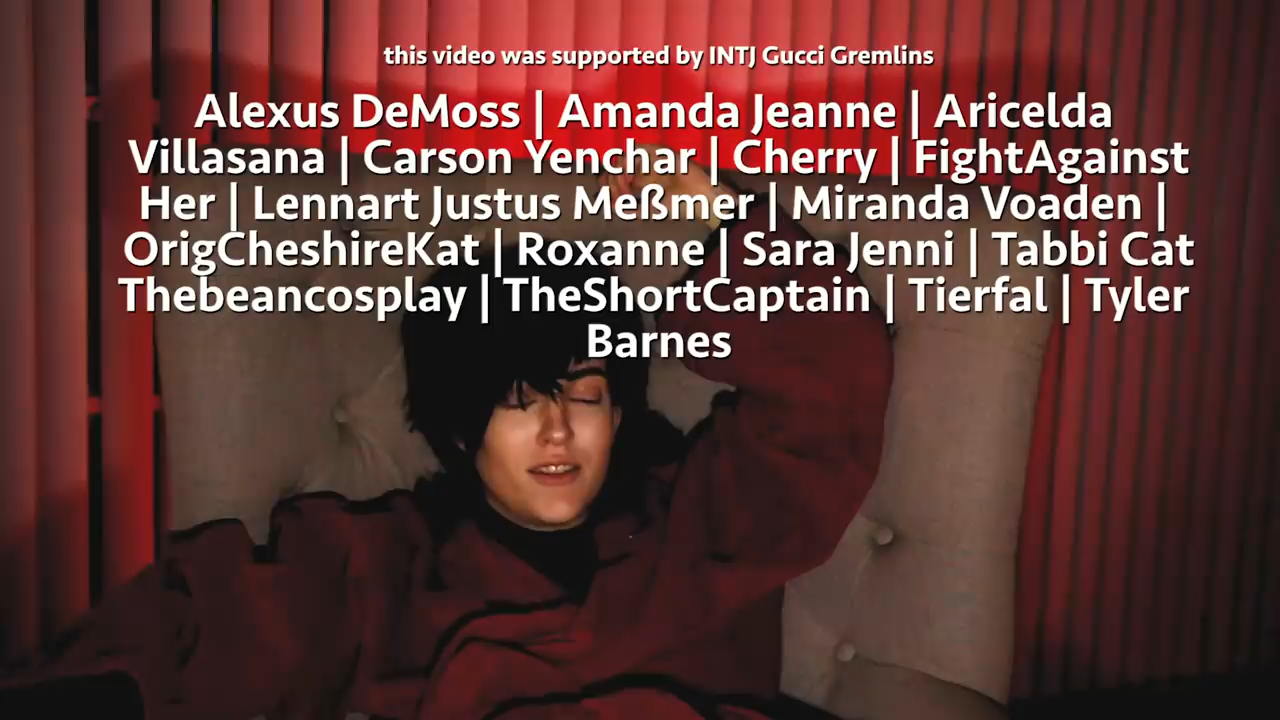 this video was supported by INTJ Gucci Gremlins
Alexus DeMoss | Amanda Jeanne | Aricelda
Villasana | Carson Yenchar | Cherry | FightAgainst
Her | Lennart Justus Meßmer | Miranda Voaden |
OrigCheshireKat | Roxanne | Sara Jenni | Tabbi Cat
Thebeancosplay | TheShortCaptain | Tierfal | Tyler
Barnes